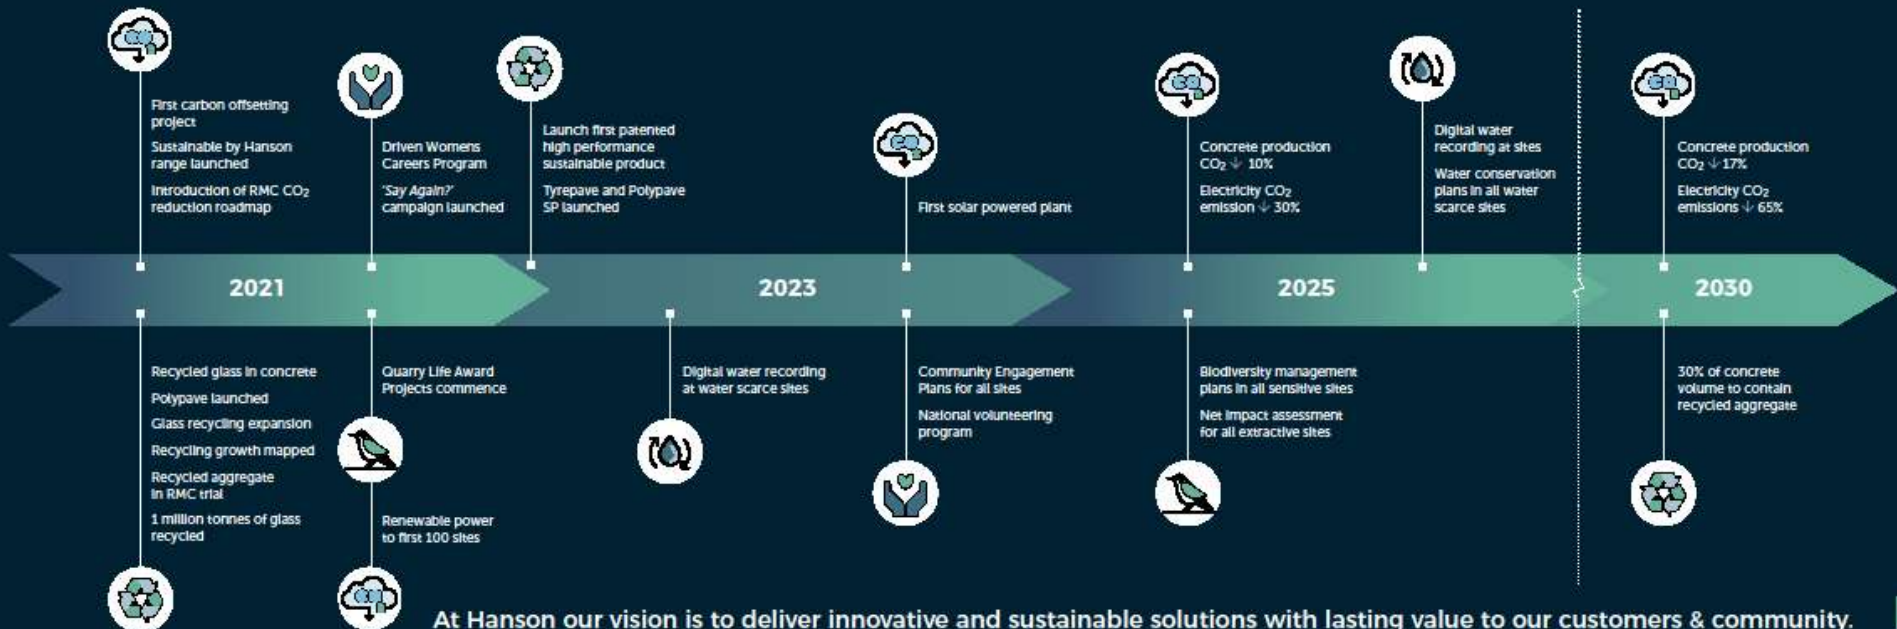 First carbon offsetting
project
Sustainable by Hanson
range launched
Introduction of RMC CO₂
reduction roadmap
Driven Womens
Careers Program
'Say Again?'
campaign launched
Launch first patented
high performance
sustainable product
Tyrepave and Polypave
SP launched
First solar powered plant
Concrete production
CO₂ ↓ 10%
Electricity CO₂
emission ↓ 30%
Digital water
recording at sites
Water conservation
plans in all water
scarce sites
Concrete production
CO₂ ↓ 17%
Electricity CO₂
emissions ↓ 65%
2021
2023
2025
2030
Recycled glass in concrete
Polypave launched
Glass recycling expansion
Recycling growth mapped
Recycled aggregate
in RMC trial
1 million tonnes of glass
recycled
Quarry Life Award
Projects commence
Renewable power
to first 100 sites
Digital water recording
at water scarce sites
Community Engagement
Plans for all sites
National volunteering
program
Biodiversity management
plans in all sensitive sites
Net impact assessment
for all extractive sites
30% of concrete
volume to contain
recycled aggregate
At Hanson our vision is to deliver innovative and sustainable solutions with lasting value to our customers & community.